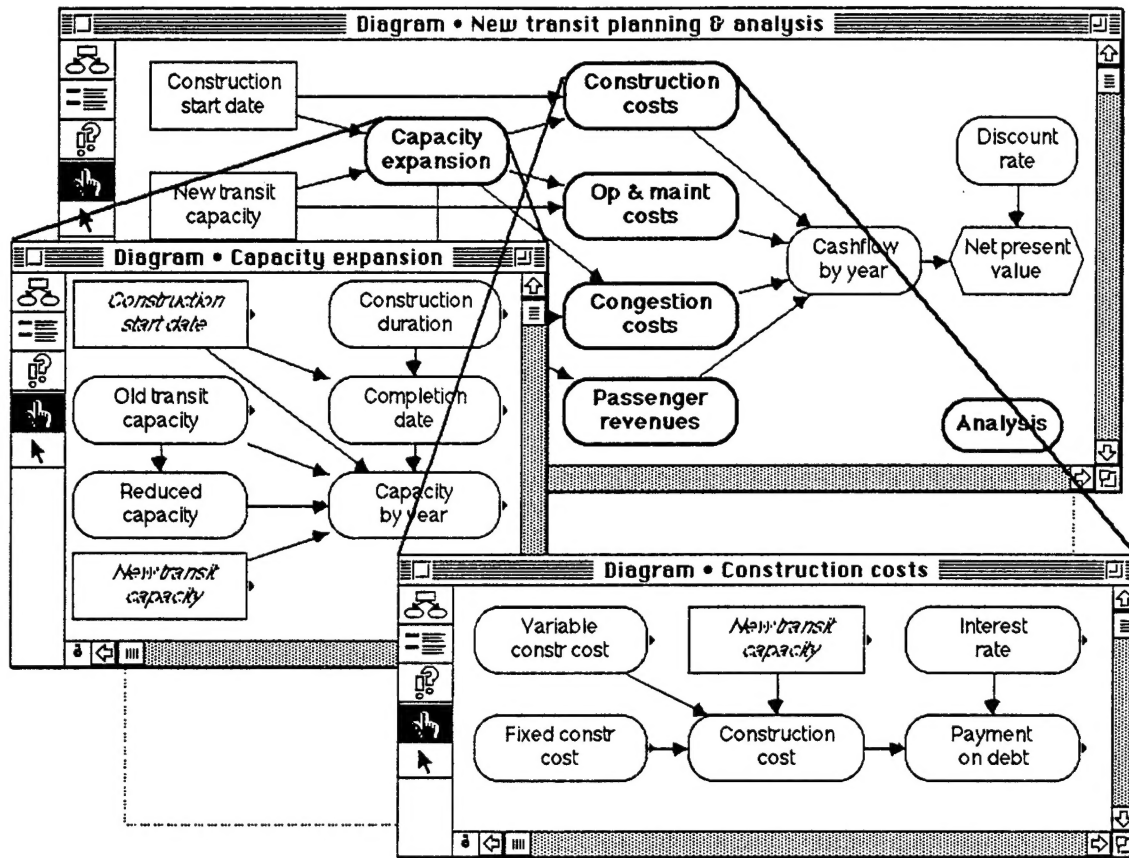 Diagram • New transit planning & analysis
Construction
start date
Capacity
expansion
New transit
capacity
Construction
costs
Op & maint
costs
Congestion
costs
Passenger
revenues
Cashflow
by year
Discount
rate
Net present
value
Analysis
Diagram • Capacity expansion
Construction
start date
Construction
duration
Old transit
capacity
Completion
date
Reduced
capacity
Capacity
by year
New transit
capacity
Diagram • Construction costs
Variable
constr cost
New transit
capacity
Interest
rate
Fixed constr
cost
Construction
cost
Payment
on debt